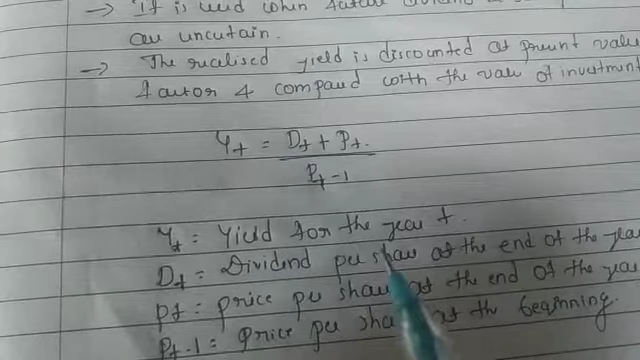 → It is used when future dividend
are uncertain.
→ The realised yield is discounted at present value
factor & compared with the value of investment
Yt = Dt + Pt.
Pt-1
Yt = Yield for the year t.
Dt = Dividend per share at the end of the year
Pt = price per share at the end of the year
Pt-1 = Price per sha at the beginning.